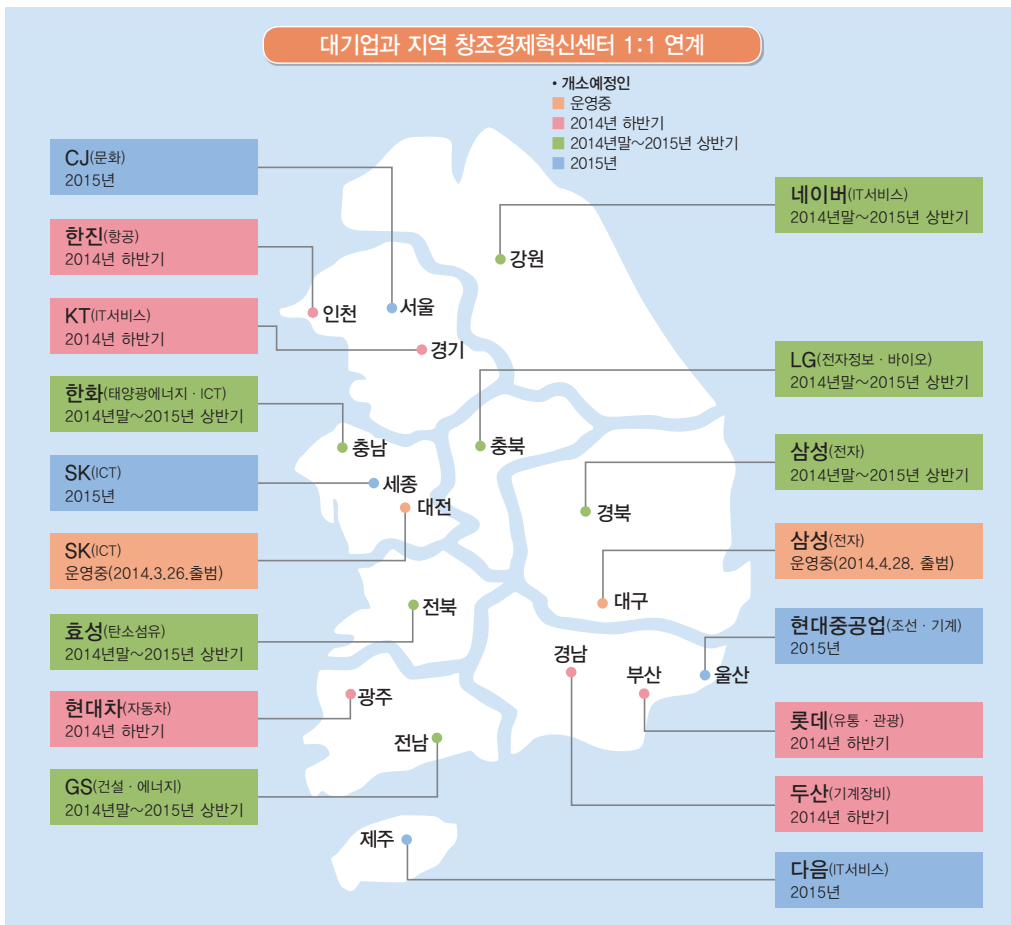 대기업과 지역 창조경제혁신센터 1:1 연계
• 개소예정인
운영중
2014년 하반기
2014년말~2015년 상반기
2015년
CJ(문화)
2015년
한진(항공)
2014년 하반기
KT(IT서비스)
2014년 하반기
한화(태양광에너지 · ICT)
2014년말~2015년 상반기
SK(ICT)
2015년
SK(ICT)
운영중(2014.3.26.출범)
효성(탄소섬유)
2014년말~2015년 상반기
현대차(자동차)
2014년 하반기
GS(건설 · 에너지)
2014년말~2015년 상반기
강원
인천
서울
경기
충남
충북
세종
대전
경북
전북
대구
경남
부산
울산
광주
전남
제주
네이버(IT서비스)
2014년말~2015년 상반기
LG(전자정보 · 바이오)
2014년말~2015년 상반기
삼성(전자)
2014년말~2015년 상반기
삼성(전자)
운영중(2014.4.28. 출범)
현대중공업(조선 · 기계)
2015년
롯데(유통 · 관광)
2014년 하반기
두산(기계장비)
2014년 하반기
다음(IT서비스)
2015년